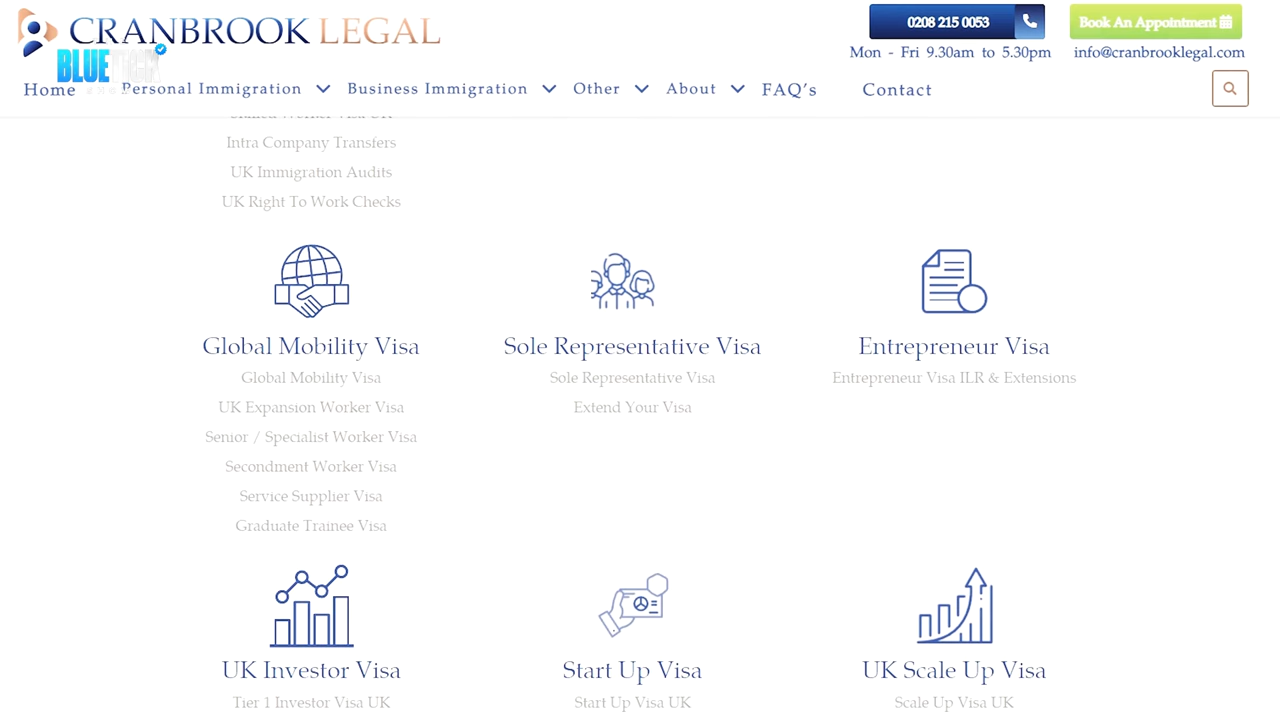 CRANBROOK LEGAL
0208 215 0053
Book An Appointment
Mon - Fri 9.30am to 5.30pm
info@cranbrooklegal.com
BLUETICK
Home
Personal Immigration
Business Immigration
Other
About
FAQ's
Contact
Skilled Worker Visa UK
Intra Company Transfers
UK Immigration Audits
UK Right To Work Checks
Global Mobility Visa
Global Mobility Visa
UK Expansion Worker Visa
Senior / Specialist Worker Visa
Secondment Worker Visa
Service Supplier Visa
Graduate Trainee Visa
Sole Representative Visa
Sole Representative Visa
Extend Your Visa
Entrepreneur Visa
Entrepreneur Visa ILR & Extensions
UK Investor Visa
Tier 1 Investor Visa UK
Start Up Visa
Start Up Visa UK
UK Scale Up Visa
Scale Up Visa UK